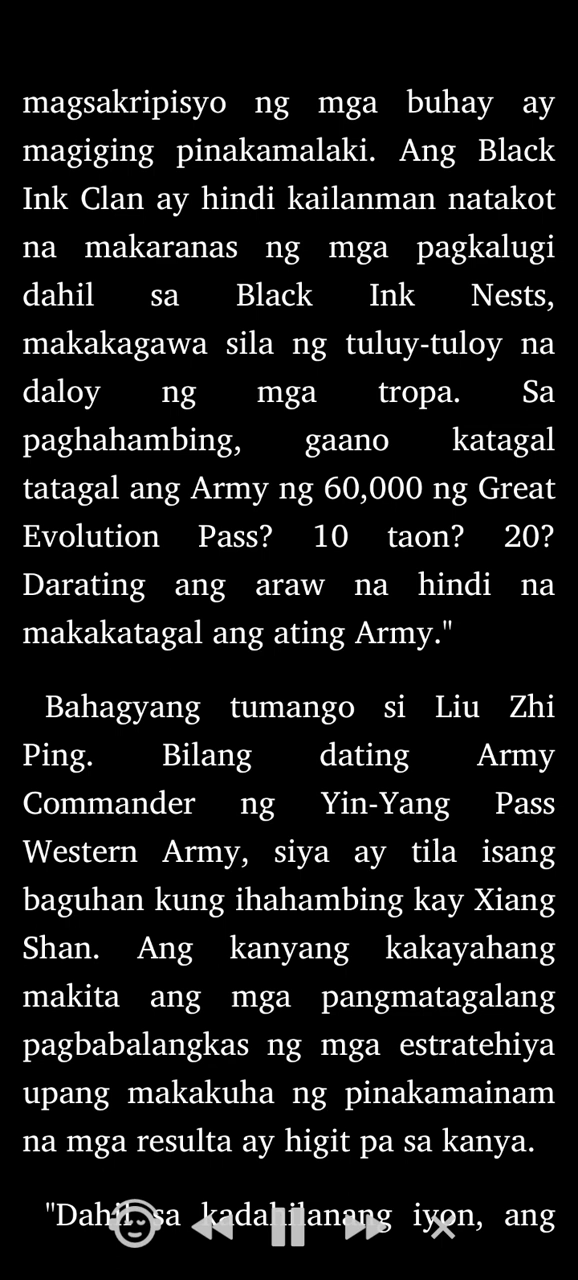 magsakripisyo ng mga buhay ay
magiging pinakamalaki. Ang Black
Ink Clan ay hindi kailanman natakot
na makaranas ng mga pagkalugi
dahil sa Black Ink Nests,
makakagawa sila ng tuluy-tuloy na
daloy ng mga tropa. Sa
paghahambing, gaano katagal
tatagal ang Army ng 60,000 ng Great
Evolution Pass? 10 taon? 20?
Darating ang araw na hindi na
makakatagal ang ating Army."
Bahagyang tumango si Liu Zhi
Ping. Bilang dating Army
Commander ng Yin-Yang Pass
Western Army, siya ay tila isang
baguhan kung ihahambing kay Xiang
Shan. Ang kanyang kakayahang
makita ang mga pangmatagalang
pagbabalangkas ng mga estratehiya
upang makakuha ng pinakamainam
na mga resulta ay higit pa sa kanya.
"Dahil sa kadahilanang iyon, ang